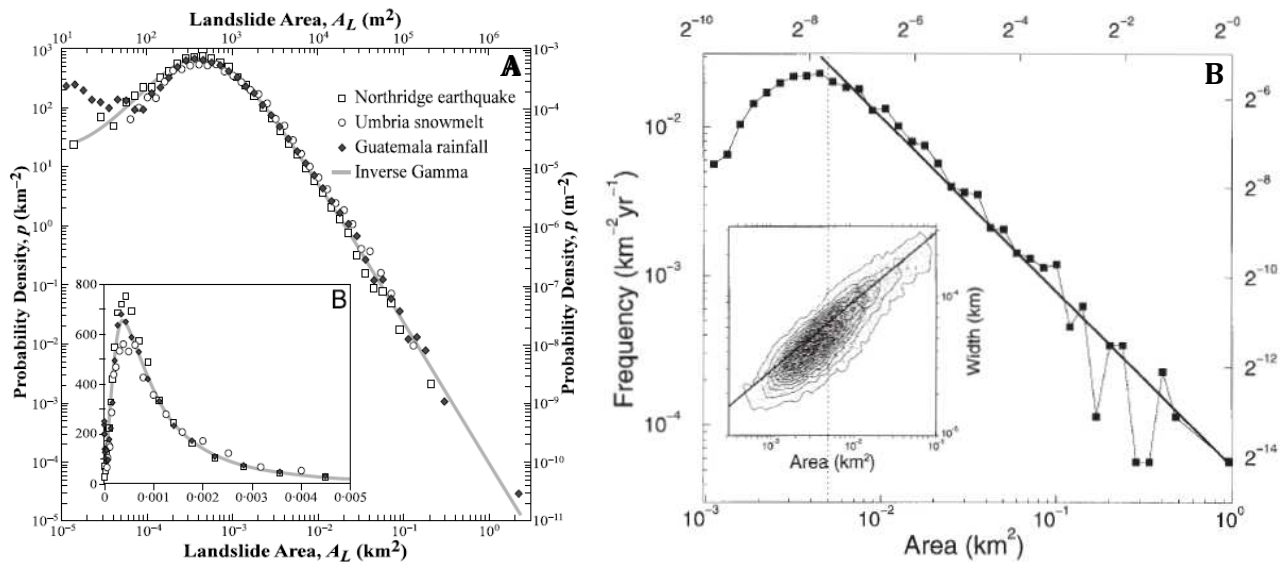 Landslide Area, A_L (m²)
10¹ 10² 10³ 10⁴ 10⁵ 10⁶
A
10³ 10² 10¹ 10⁰ 10⁻¹ 10⁻² 10⁻³ 10⁻⁴ 10⁻⁵
Probability Density, p (km⁻²)
Northridge earthquake
Umbria snowmelt
Guatemala rainfall
Inverse Gamma
10⁻³ 10⁻⁴ 10⁻⁵ 10⁻⁶ 10⁻⁷ 10⁻⁸ 10⁻⁹ 10⁻¹⁰ 10⁻¹¹
Probability Density, p (m⁻²)
B
800 600 400 200 0
0 0·001 0·002 0·003 0·004 0·005
10⁻⁵ 10⁻⁴ 10⁻³ 10⁻² 10⁻¹ 10⁰
Landslide Area, A_L (km²)
2⁻¹⁰ 2⁻⁸ 2⁻⁶ 2⁻⁴ 2⁻² 2⁻⁰
B
10⁻² 10⁻³ 10⁻⁴
Frequency (km⁻²yr⁻¹)
2⁻⁶ 2⁻⁸ 2⁻¹⁰ 2⁻¹² 2⁻¹⁴
Width (km)
10⁻³ 10⁻² 10⁻¹
Area (km²)
10⁻³ 10⁻² 10⁻¹ 10⁰
Area (km²)